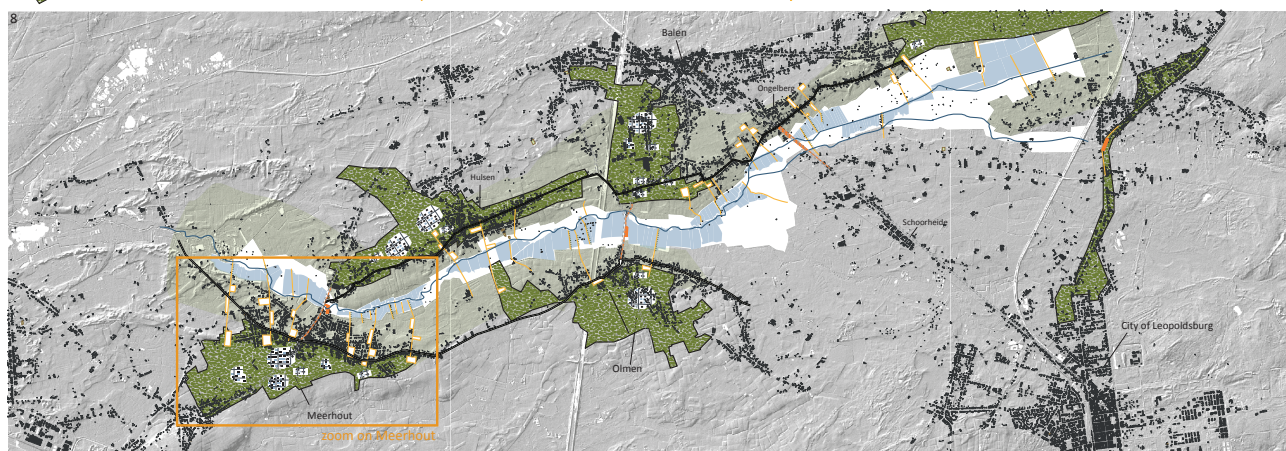 8
Balen
Ongelberg
Hulsen
Schoorheide
City of Leopoldsburg
Olmen
Meerhout
zoom on Meerhout